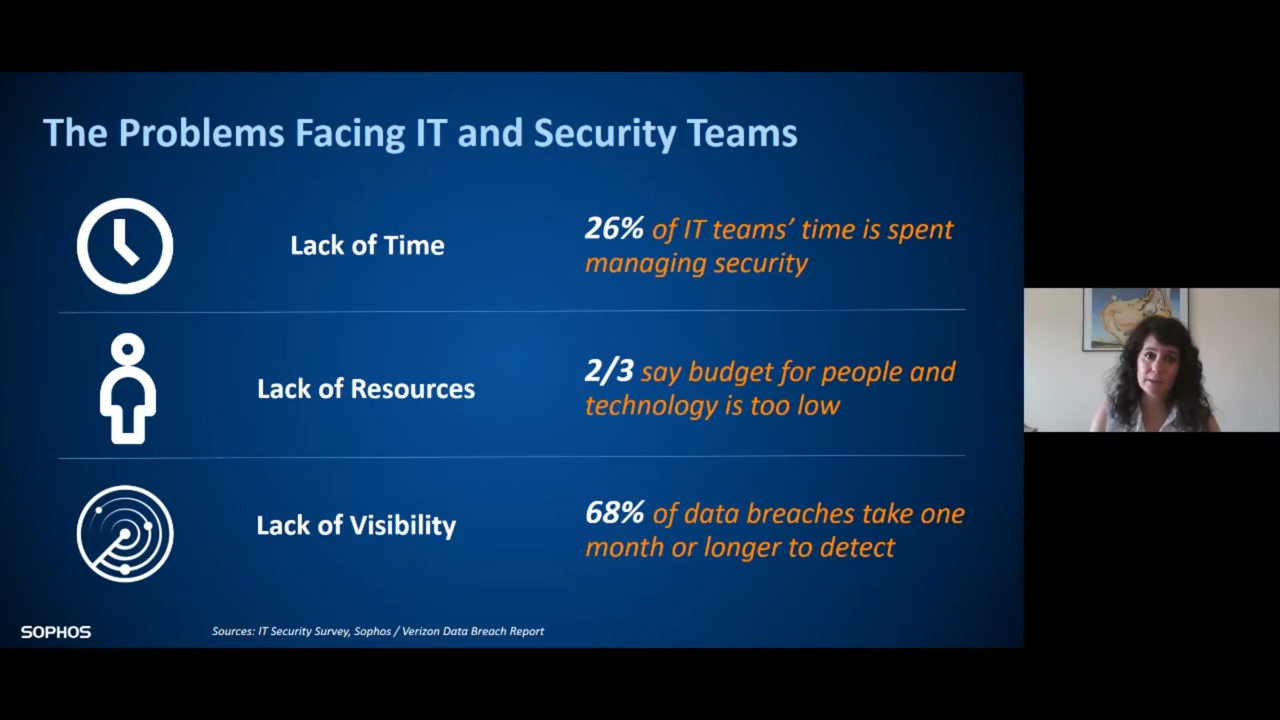 The Problems Facing IT and Security Teams
Lack of Time
26% of IT teams’ time is spent
managing security
Lack of Resources
2/3 say budget for people and
technology is too low
Lack of Visibility
68% of data breaches take one
month or longer to detect
SOPHOS
Sources: IT Security Survey, Sophos / Verizon Data Breach Report